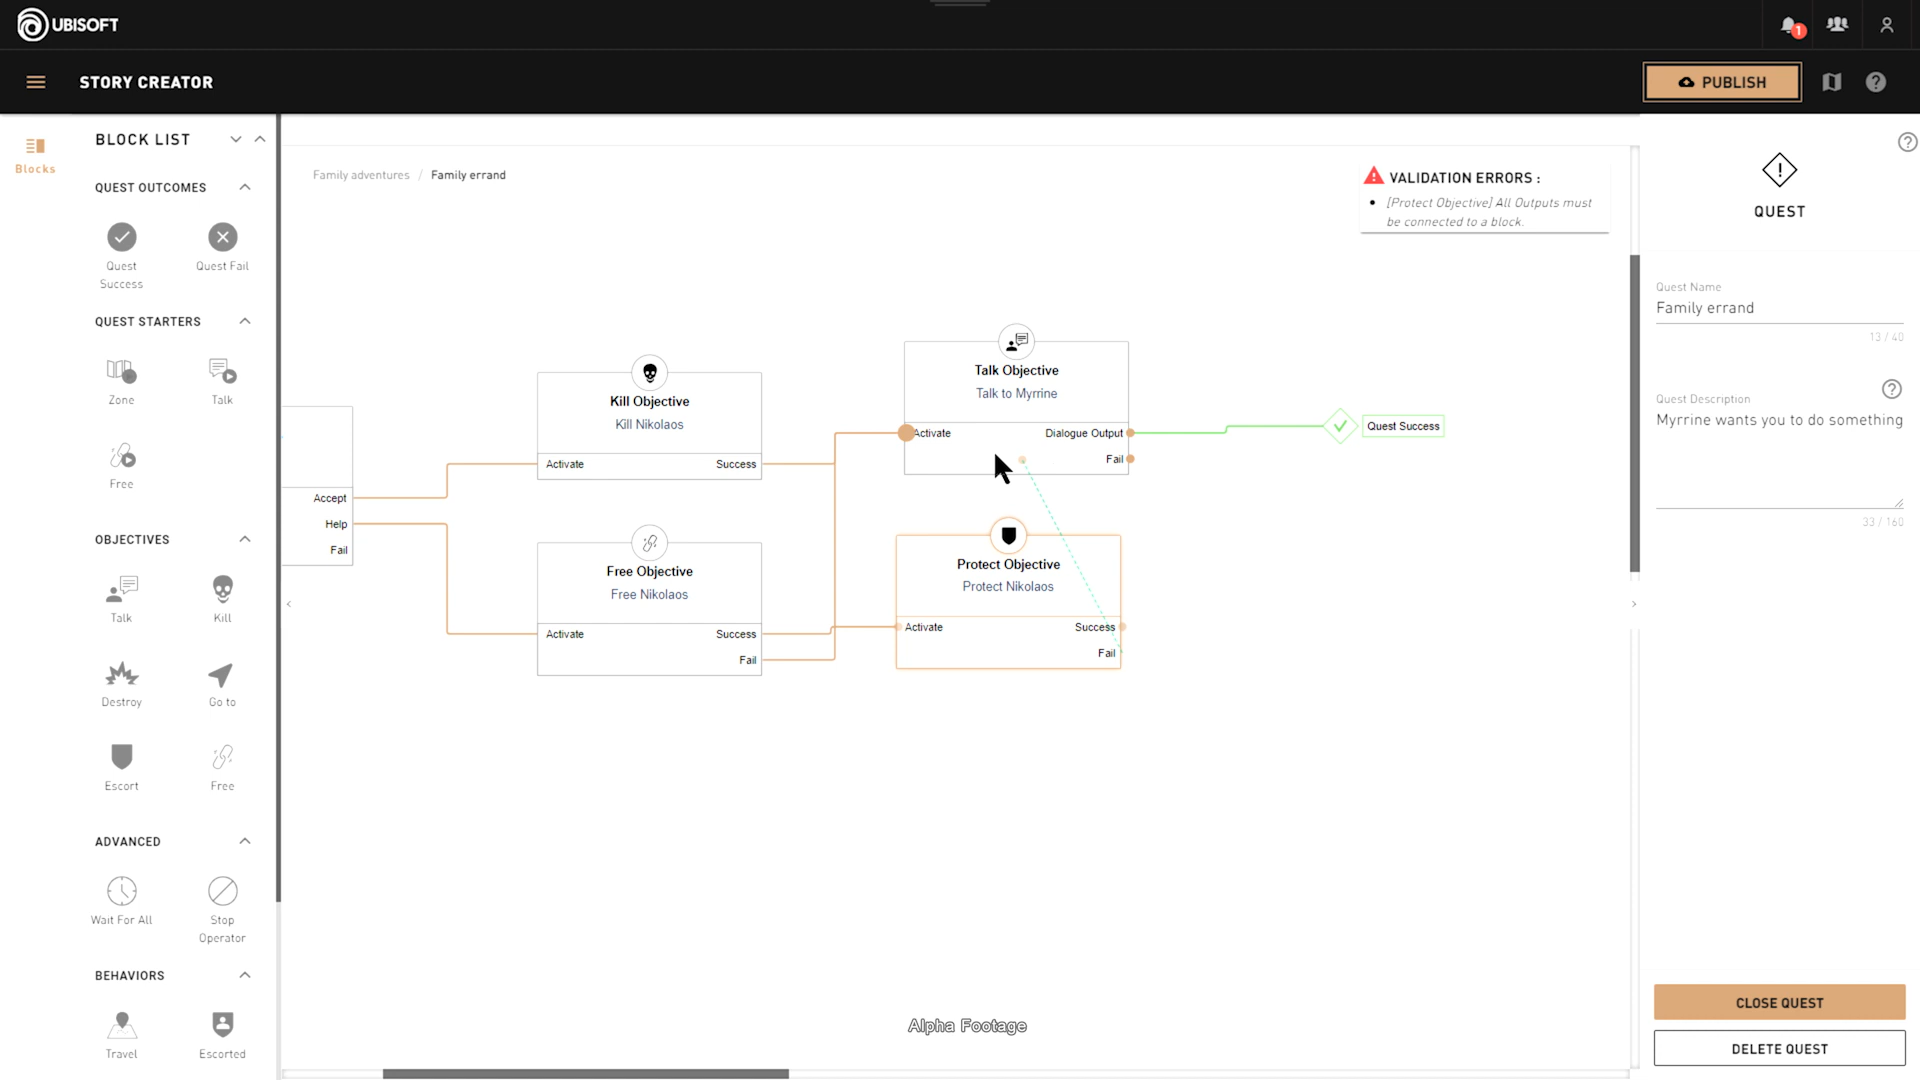 UBISOFT
1
STORY CREATOR
PUBLISH
Blocks
BLOCK LIST
QUEST OUTCOMES
Quest
Success
Quest Fail
QUEST STARTERS
Zone
Talk
Free
OBJECTIVES
Talk
Kill
Destroy
Go to
Escort
Free
ADVANCED
Wait For All
Stop
Operator
BEHAVIORS
Travel
Escorted
Family adventures / Family errand
VALIDATION ERRORS :
• [Protect Objective] All Outputs must
be connected to a block.
Accept
Help
Fail
Kill Objective
Kill Nikolaos
Activate
Success
Free Objective
Free Nikolaos
Activate
Success
Fail
Talk Objective
Talk to Myrrine
Activate
Dialogue Output
Fail
Quest Success
Protect Objective
Protect Nikolaos
Activate
Success
Fail
Alpha Footage
QUEST
Quest Name
Family errand
13 / 40
Quest Description
Myrrine wants you to do something
33 / 160
CLOSE QUEST
DELETE QUEST